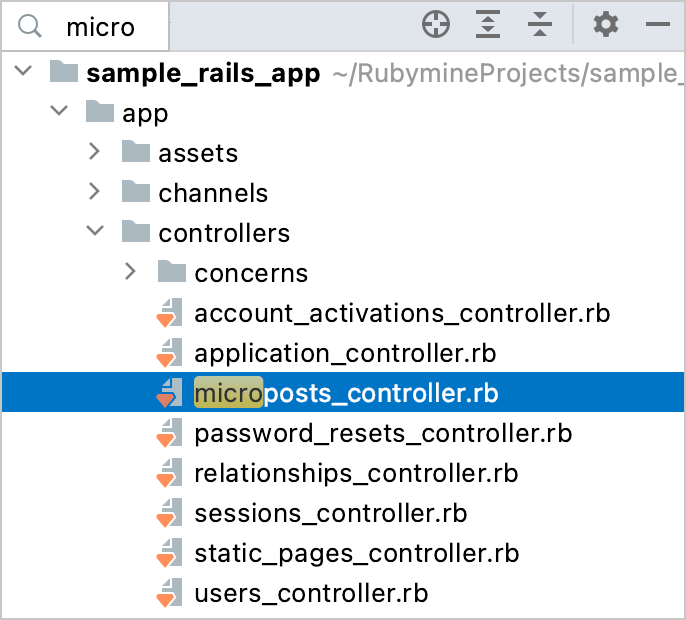 micro
sample_rails_app ~/RubymineProjects/sample_
app
assets
channels
controllers
concerns
account_activations_controller.rb
application_controller.rb
microposts_controller.rb
password_resets_controller.rb
relationships_controller.rb
sessions_controller.rb
static_pages_controller.rb
users_controller.rb